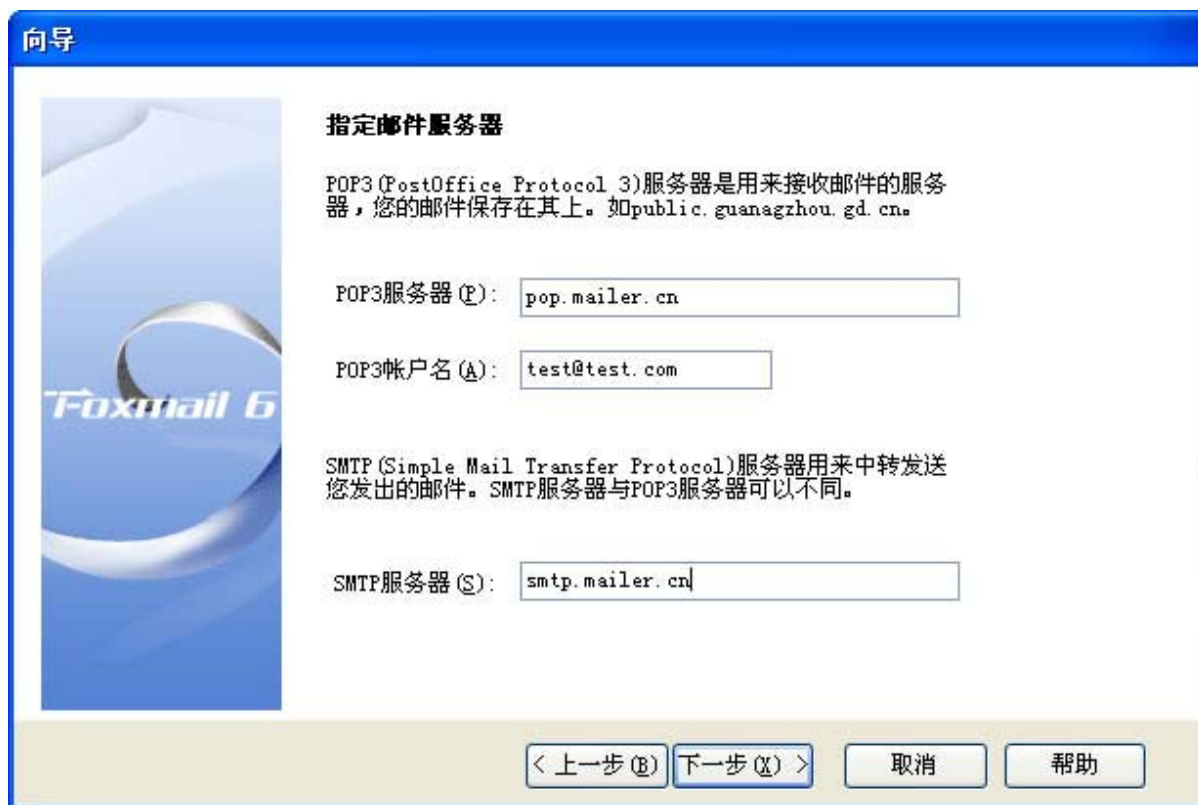 向导
指定邮件服务器
POP3(PostOffice Protocol 3)服务器是用来接收邮件的服务
器，您的邮件保存在其上。如public.guanagzhou.gd.cn。
POP3服务器(P): pop.mailer.cn
POP3帐户名(A): test@test.com
Foxmail 6
SMTP(Simple Mail Transfer Protocol)服务器用来中转发送
您发出的邮件。SMTP服务器与POP3服务器可以不同。
SMTP服务器(S): smtp.mailer.cn
< 上一步(B) 下一步(X) > 取消 帮助